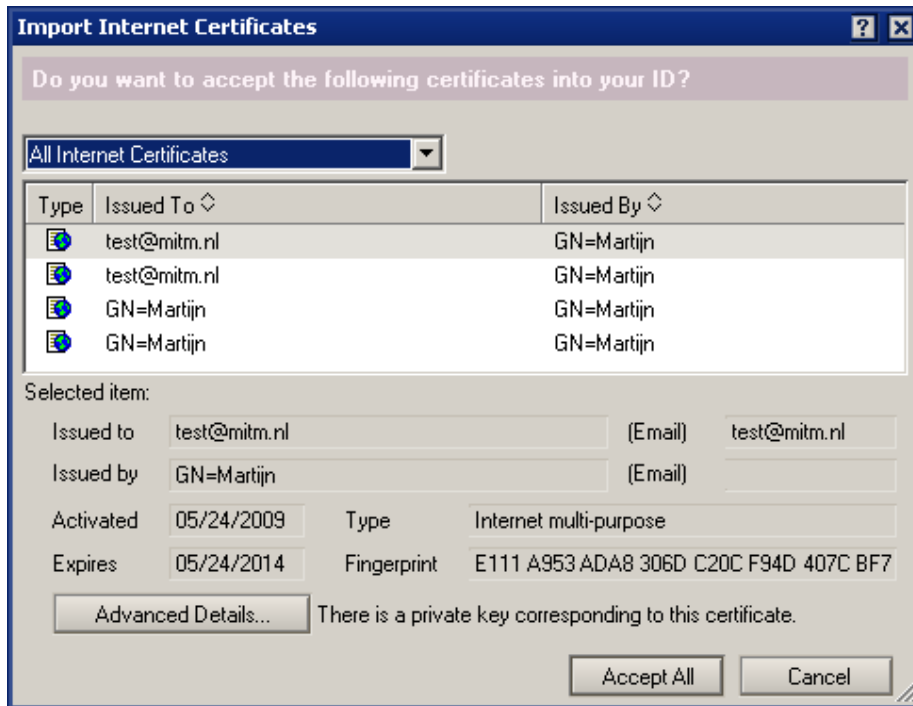 Import Internet Certificates
Do you want to accept the following certificates into your ID?
All Internet Certificates
Type Issued To Issued By
test@mitm.nl GN=Martijn
test@mitm.nl GN=Martijn
GN=Martijn GN=Martijn
GN=Martijn GN=Martijn
Selected item:
Issued to test@mitm.nl (Email) test@mitm.nl
Issued by GN=Martijn (Email)
Activated 05/24/2009 Type Internet multi-purpose
Expires 05/24/2014 Fingerprint E111 A953 ADA8 306D C20C F94D 407C BF7
Advanced Details... There is a private key corresponding to this certificate.
Accept All Cancel